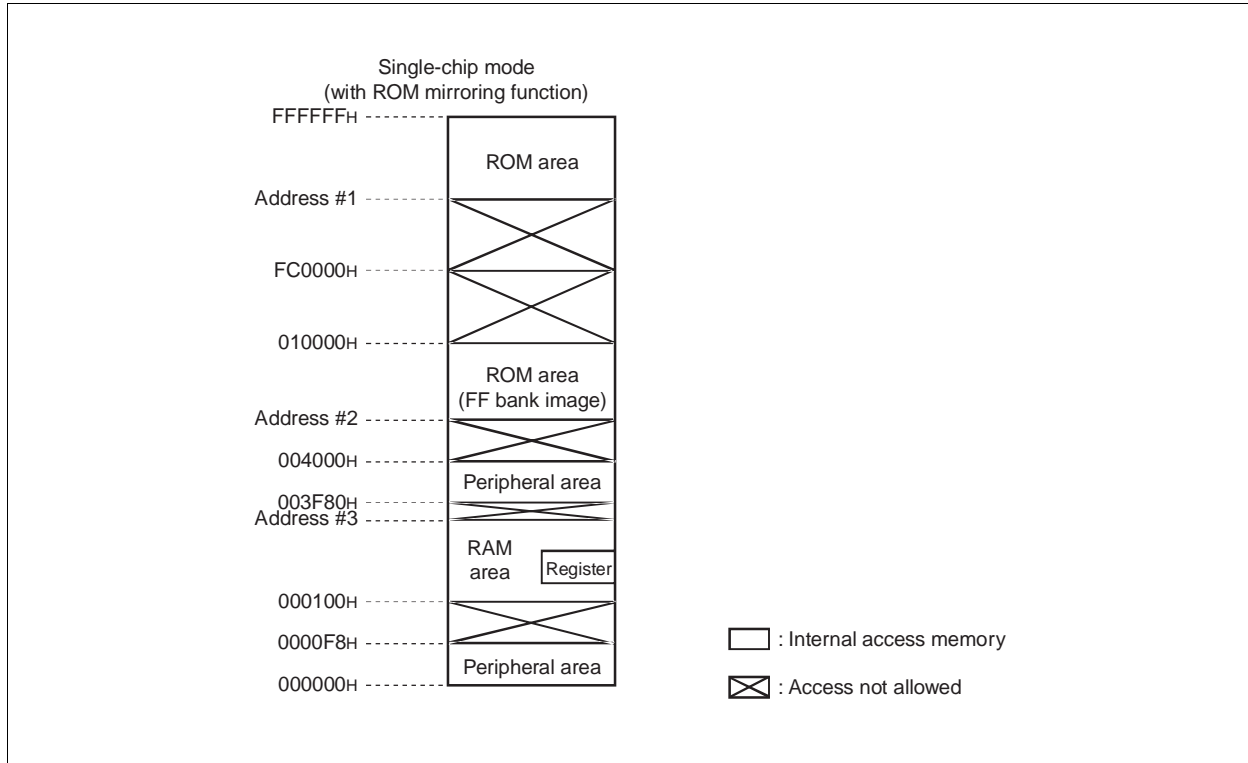 Single-chip mode
(with ROM mirroring function)
FFFFFFH
ROM area
Address #1
FC0000H
010000H
ROM area
(FF bank image)
Address #2
004000H
Peripheral area
003F80H
Address #3
RAM
area
Register
000100H
0000F8H
Peripheral area
000000H
: Internal access memory
: Access not allowed